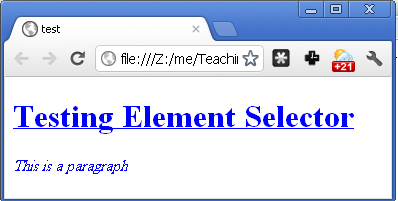 test
file:///Z:/me/Teachi
+21
Testing Element Selector
This is a paragraph